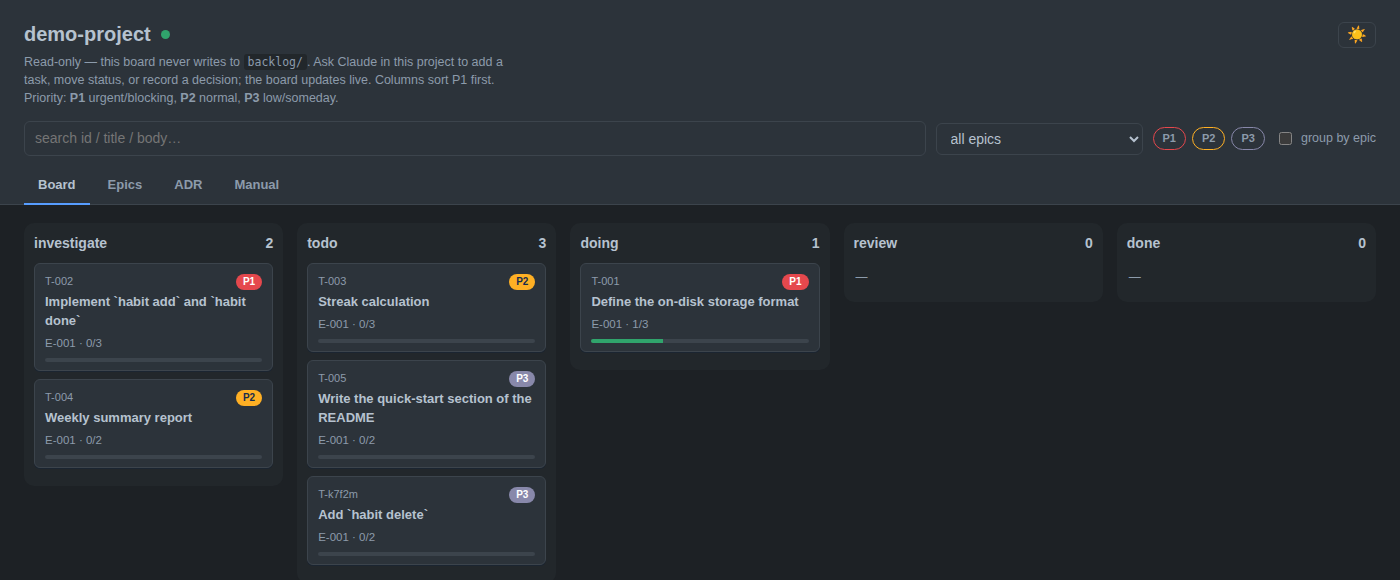 demo-project
Read-only — this board never writes to backlog/. Ask Claude in this project to add a
task, move status, or record a decision; the board updates live. Columns sort P1 first.
Priority: P1 urgent/blocking, P2 normal, P3 low/someday.
search id / title / body…
all epics
P1 P2 P3
group by epic
Board Epics ADR Manual
investigate 2
T-002 P1
Implement `habit add` and `habit
done`
E-001 · 0/3
T-004 P2
Weekly summary report
E-001 · 0/2
todo 3
T-003 P2
Streak calculation
E-001 · 0/3
T-005 P3
Write the quick-start section of the
README
E-001 · 0/2
T-k7f2m P3
Add `habit delete`
E-001 · 0/2
doing 1
T-001 P1
Define the on-disk storage format
E-001 · 1/3
review 0
—
done 0
—